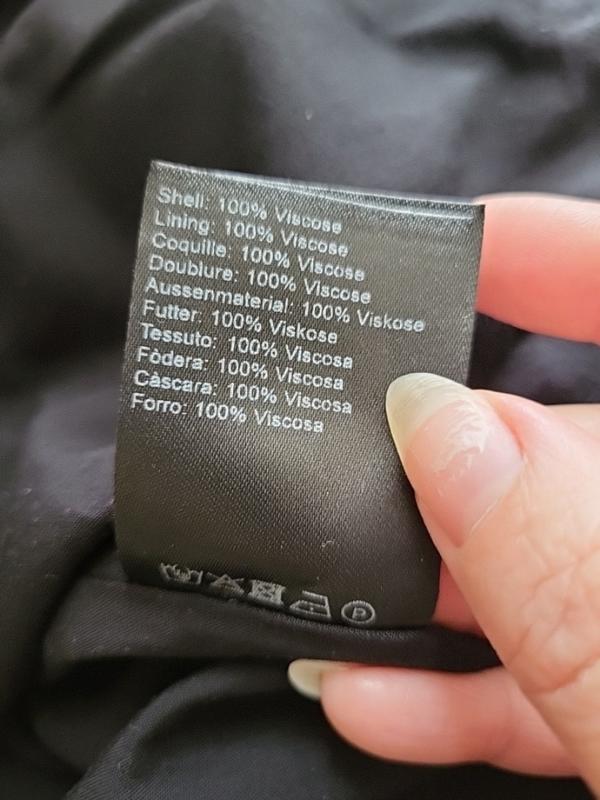 Shell: 100% Viscose
Lining: 100% Viscose
Coquille: 100% Viscose
Doublure: 100% Viscose
Aussenmaterial: 100% Viskose
Futter: 100% Viskose
Tessuto: 100% Viscosa
Fòdera: 100% Viscosa
Càscara: 100% Viscosa
Forro: 100% Viscosa
P